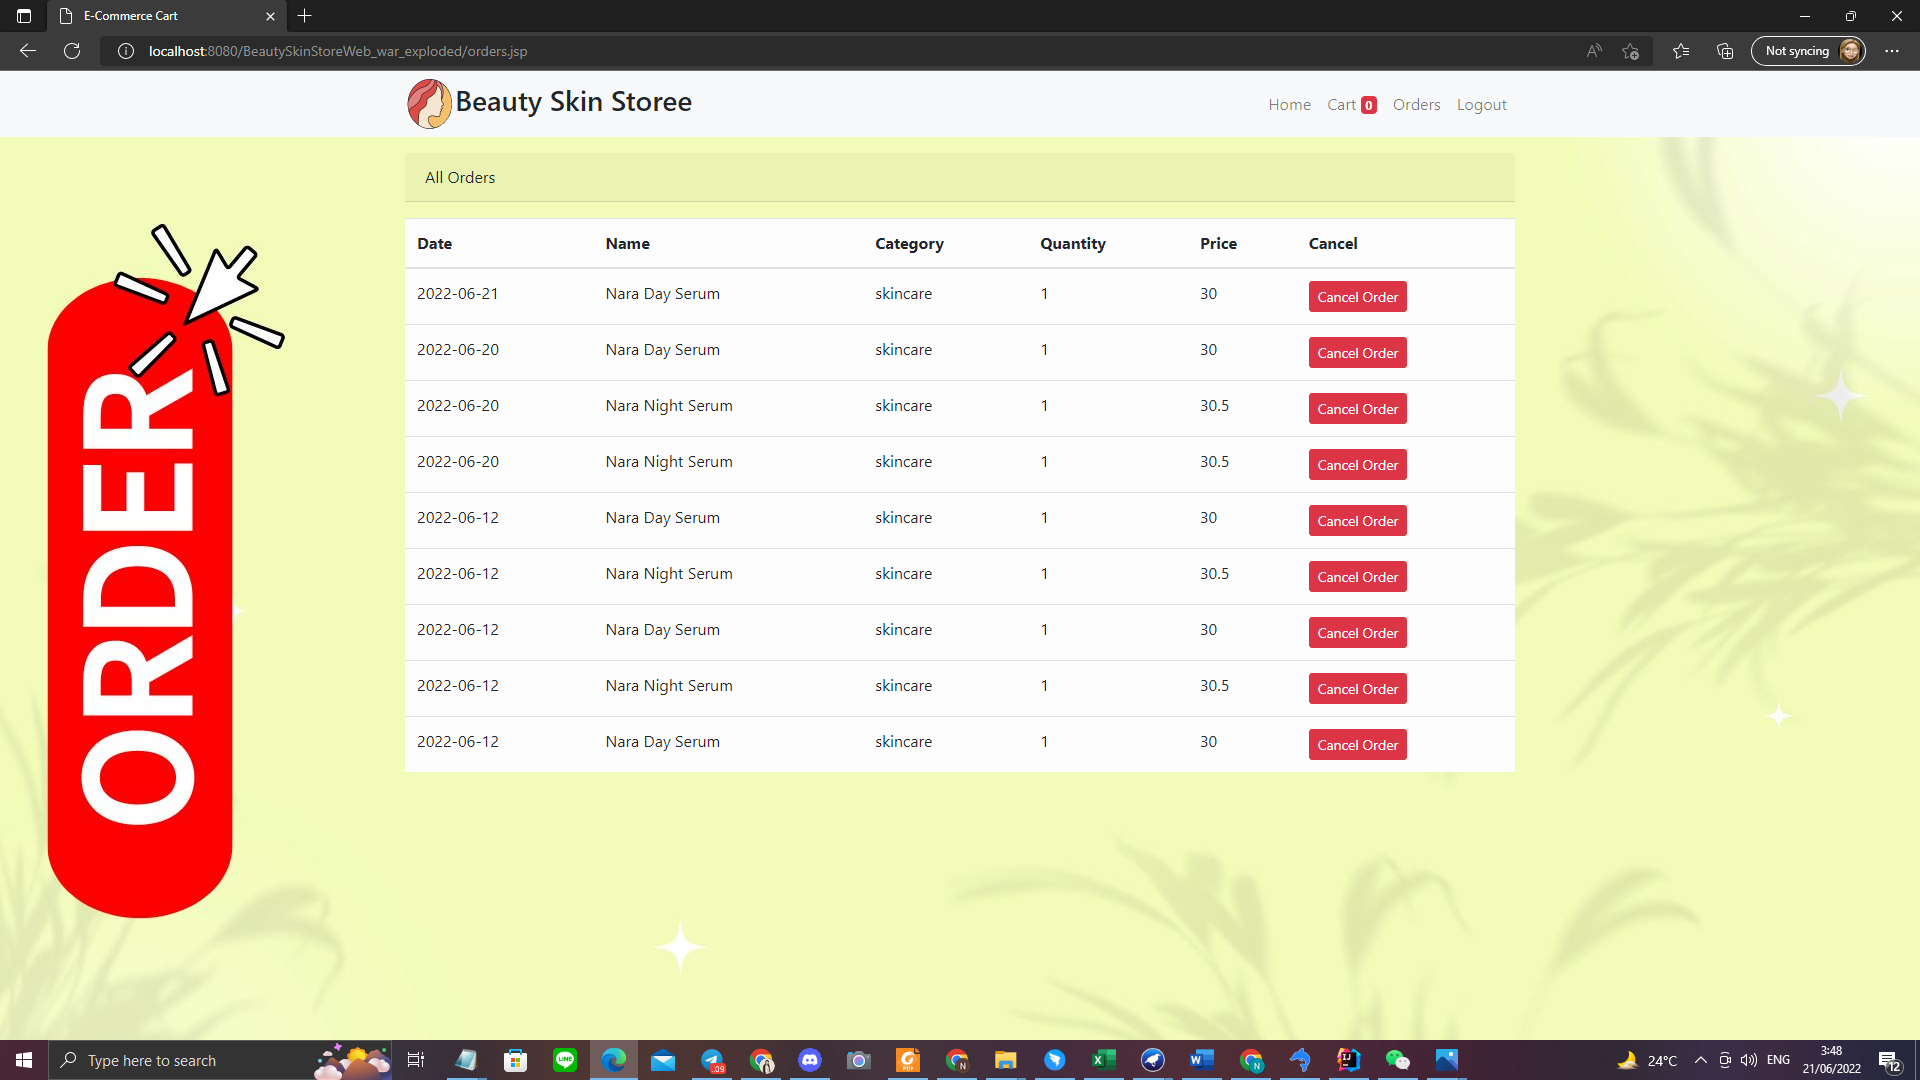 E-Commerce Cart
localhost:8080/BeautySkinStoreWeb_war_exploded/orders.jsp
Not syncing
Beauty Skin Storee
Home Cart 0 Orders Logout
All Orders
Date Name Category Quantity Price Cancel
2022-06-21 Nara Day Serum skincare 1 30 Cancel Order
2022-06-20 Nara Day Serum skincare 1 30 Cancel Order
2022-06-20 Nara Night Serum skincare 1 30.5 Cancel Order
2022-06-20 Nara Night Serum skincare 1 30.5 Cancel Order
2022-06-12 Nara Day Serum skincare 1 30 Cancel Order
2022-06-12 Nara Night Serum skincare 1 30.5 Cancel Order
2022-06-12 Nara Day Serum skincare 1 30 Cancel Order
2022-06-12 Nara Night Serum skincare 1 30.5 Cancel Order
2022-06-12 Nara Day Serum skincare 1 30 Cancel Order
ORDER
Type here to search
24°C
ENG
3:48
21/06/2022
12